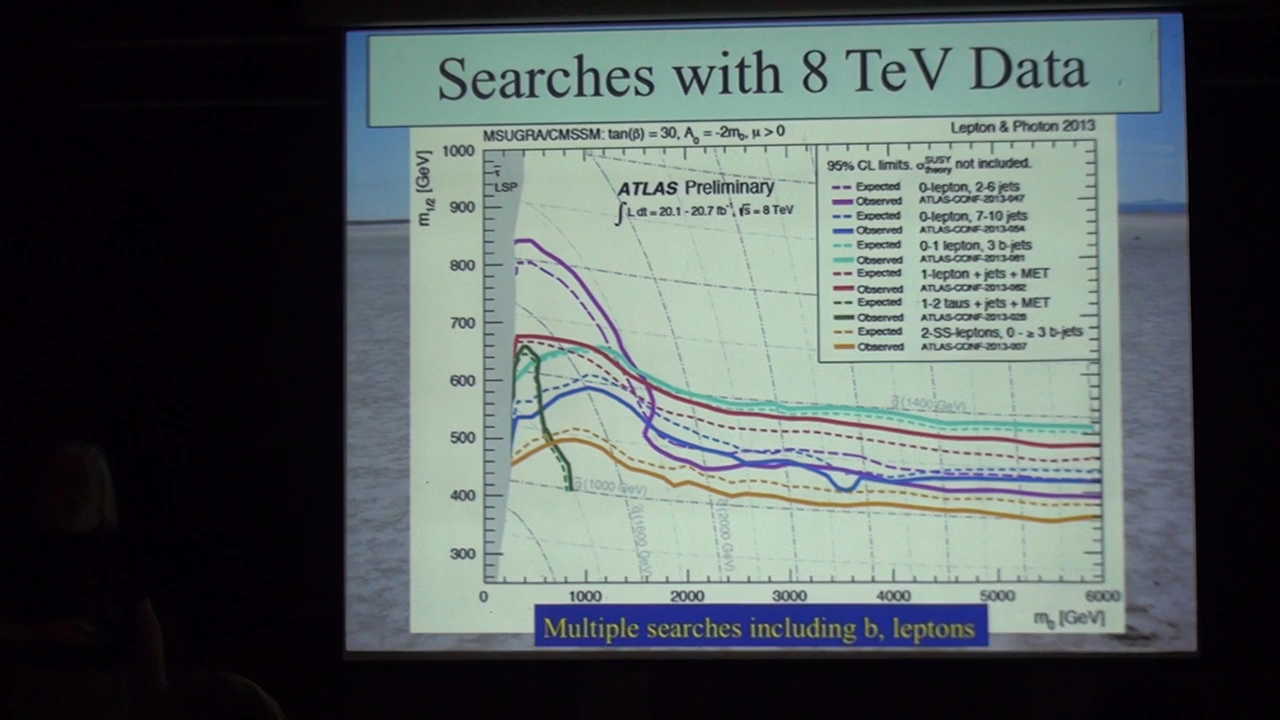 Searches with 8 TeV Data
MSUGRA/CMSSM: tan(β) = 30, A₀ = -2m₀, μ > 0
Lepton & Photon 2013
m₁/₂ [GeV]
1000
900
800
700
600
500
400
300
τ̃
LSP
ATLAS Preliminary
∫L dt = 20.1 - 20.7 fb⁻¹, √s = 8 TeV
95% CL limits. σ^SUSY_theory not included.
Expected 0-lepton, 2-6 jets
Observed ATLAS-CONF-2013-047
Expected 0-lepton, 7-10 jets
Observed ATLAS-CONF-2013-054
Expected 0-1 lepton, 3 b-jets
Observed ATLAS-CONF-2013-061
Expected 1-lepton + jets + MET
Observed ATLAS-CONF-2013-062
Expected 1-2 taus + jets + MET
Observed ATLAS-CONF-2013-026
Expected 2-SS-leptons, 0 - ≥ 3 b-jets
Observed ATLAS-CONF-2013-007
g̃ (1400 GeV)
g̃ (1000 GeV)
q̃ (1600 GeV)
q̃ (2000 GeV)
0 1000 2000 3000 4000 5000 6000
m₀ [GeV]
Multiple searches including b, leptons